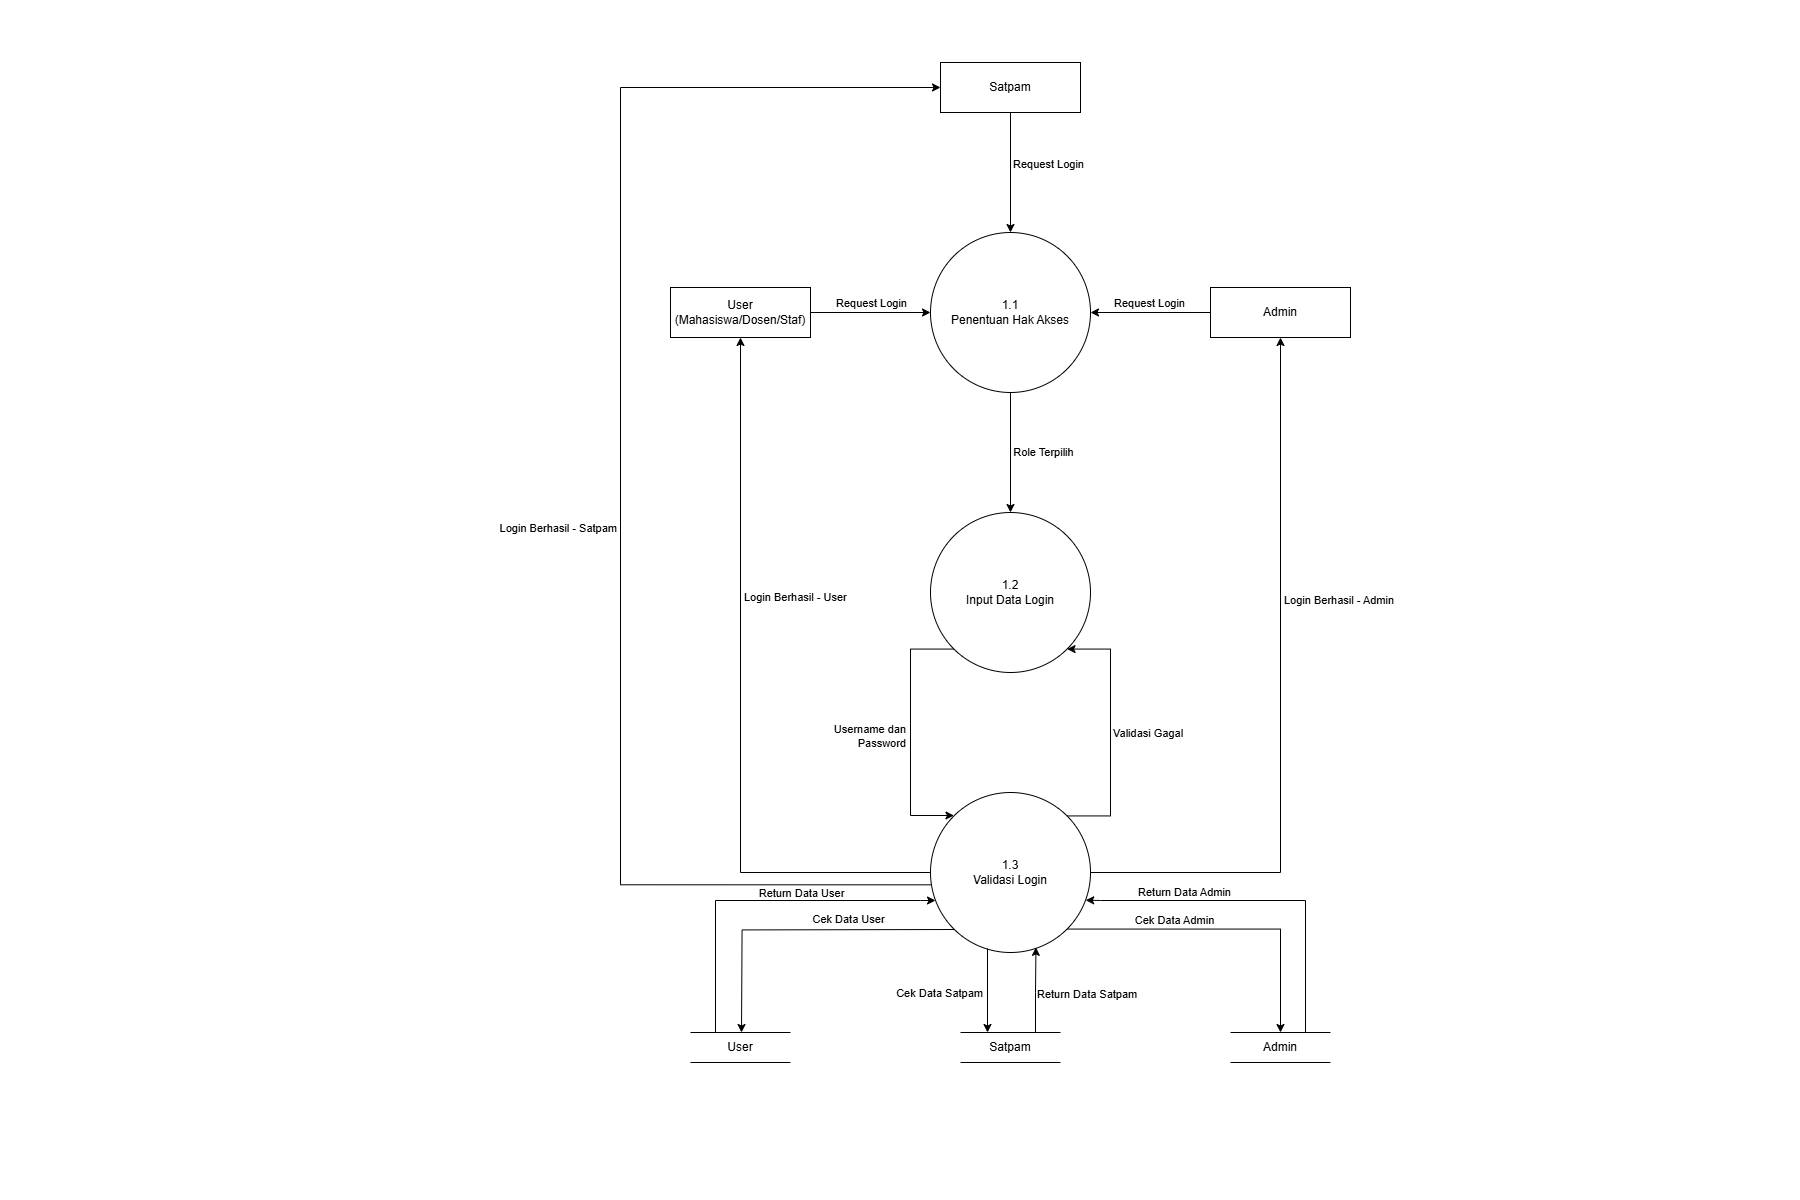 Satpam
Request Login
User
(Mahasiswa/Dosen/Staf)
Request Login
1.1
Penentuan Hak Akses
Request Login
Admin
Role Terpilih
Login Berhasil - Satpam
1.2
Input Data Login
Login Berhasil - User
Login Berhasil - Admin
Username dan
Password
Validasi Gagal
1.3
Validasi Login
Return Data User
Return Data Admin
Cek Data User
Cek Data Admin
Cek Data Satpam
Return Data Satpam
User
Satpam
Admin